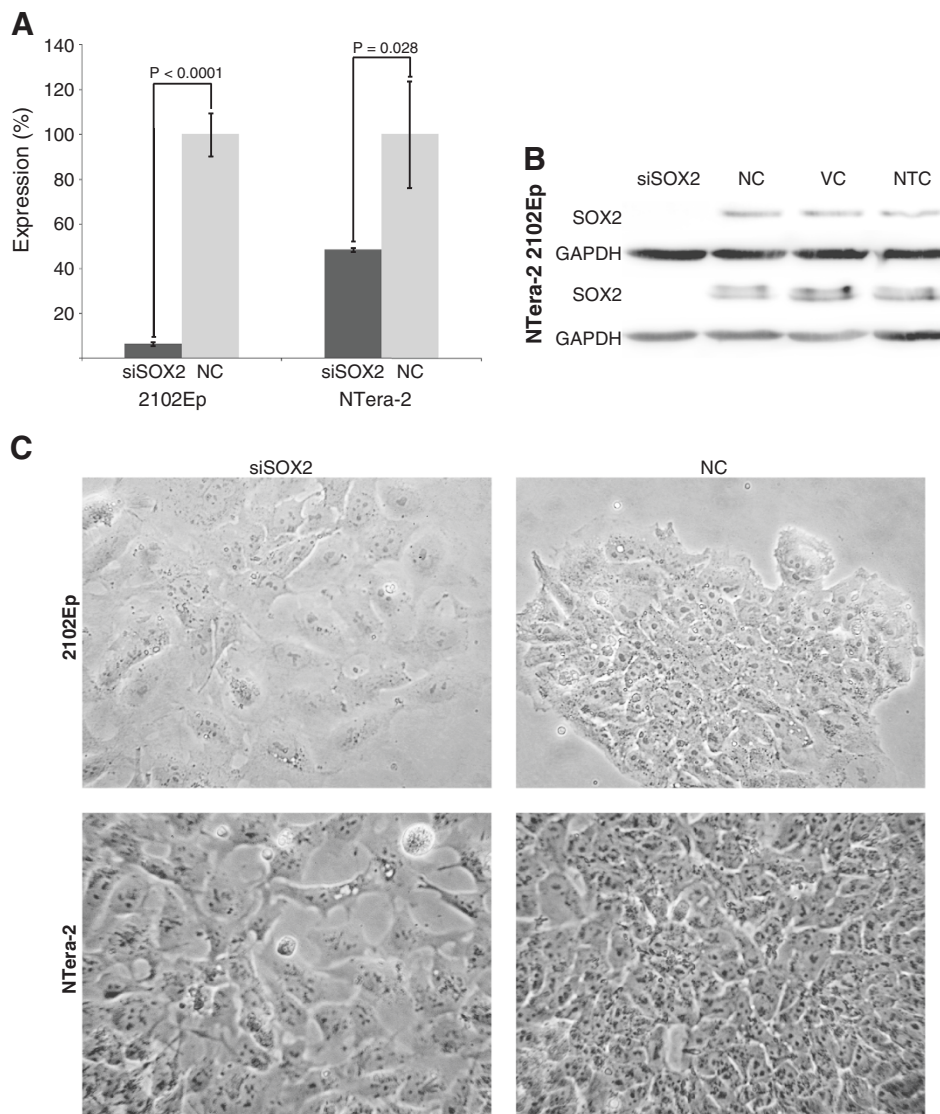 A
140
120
100
80
60
40
20
Expression (%)
P < 0.0001
P = 0.028
siSOX2 NC siSOX2 NC
2102Ep NTera-2
B
siSOX2 NC VC NTC
NTera-2 2102Ep
SOX2
GAPDH
SOX2
GAPDH
C
siSOX2 NC
2102Ep
NTera-2